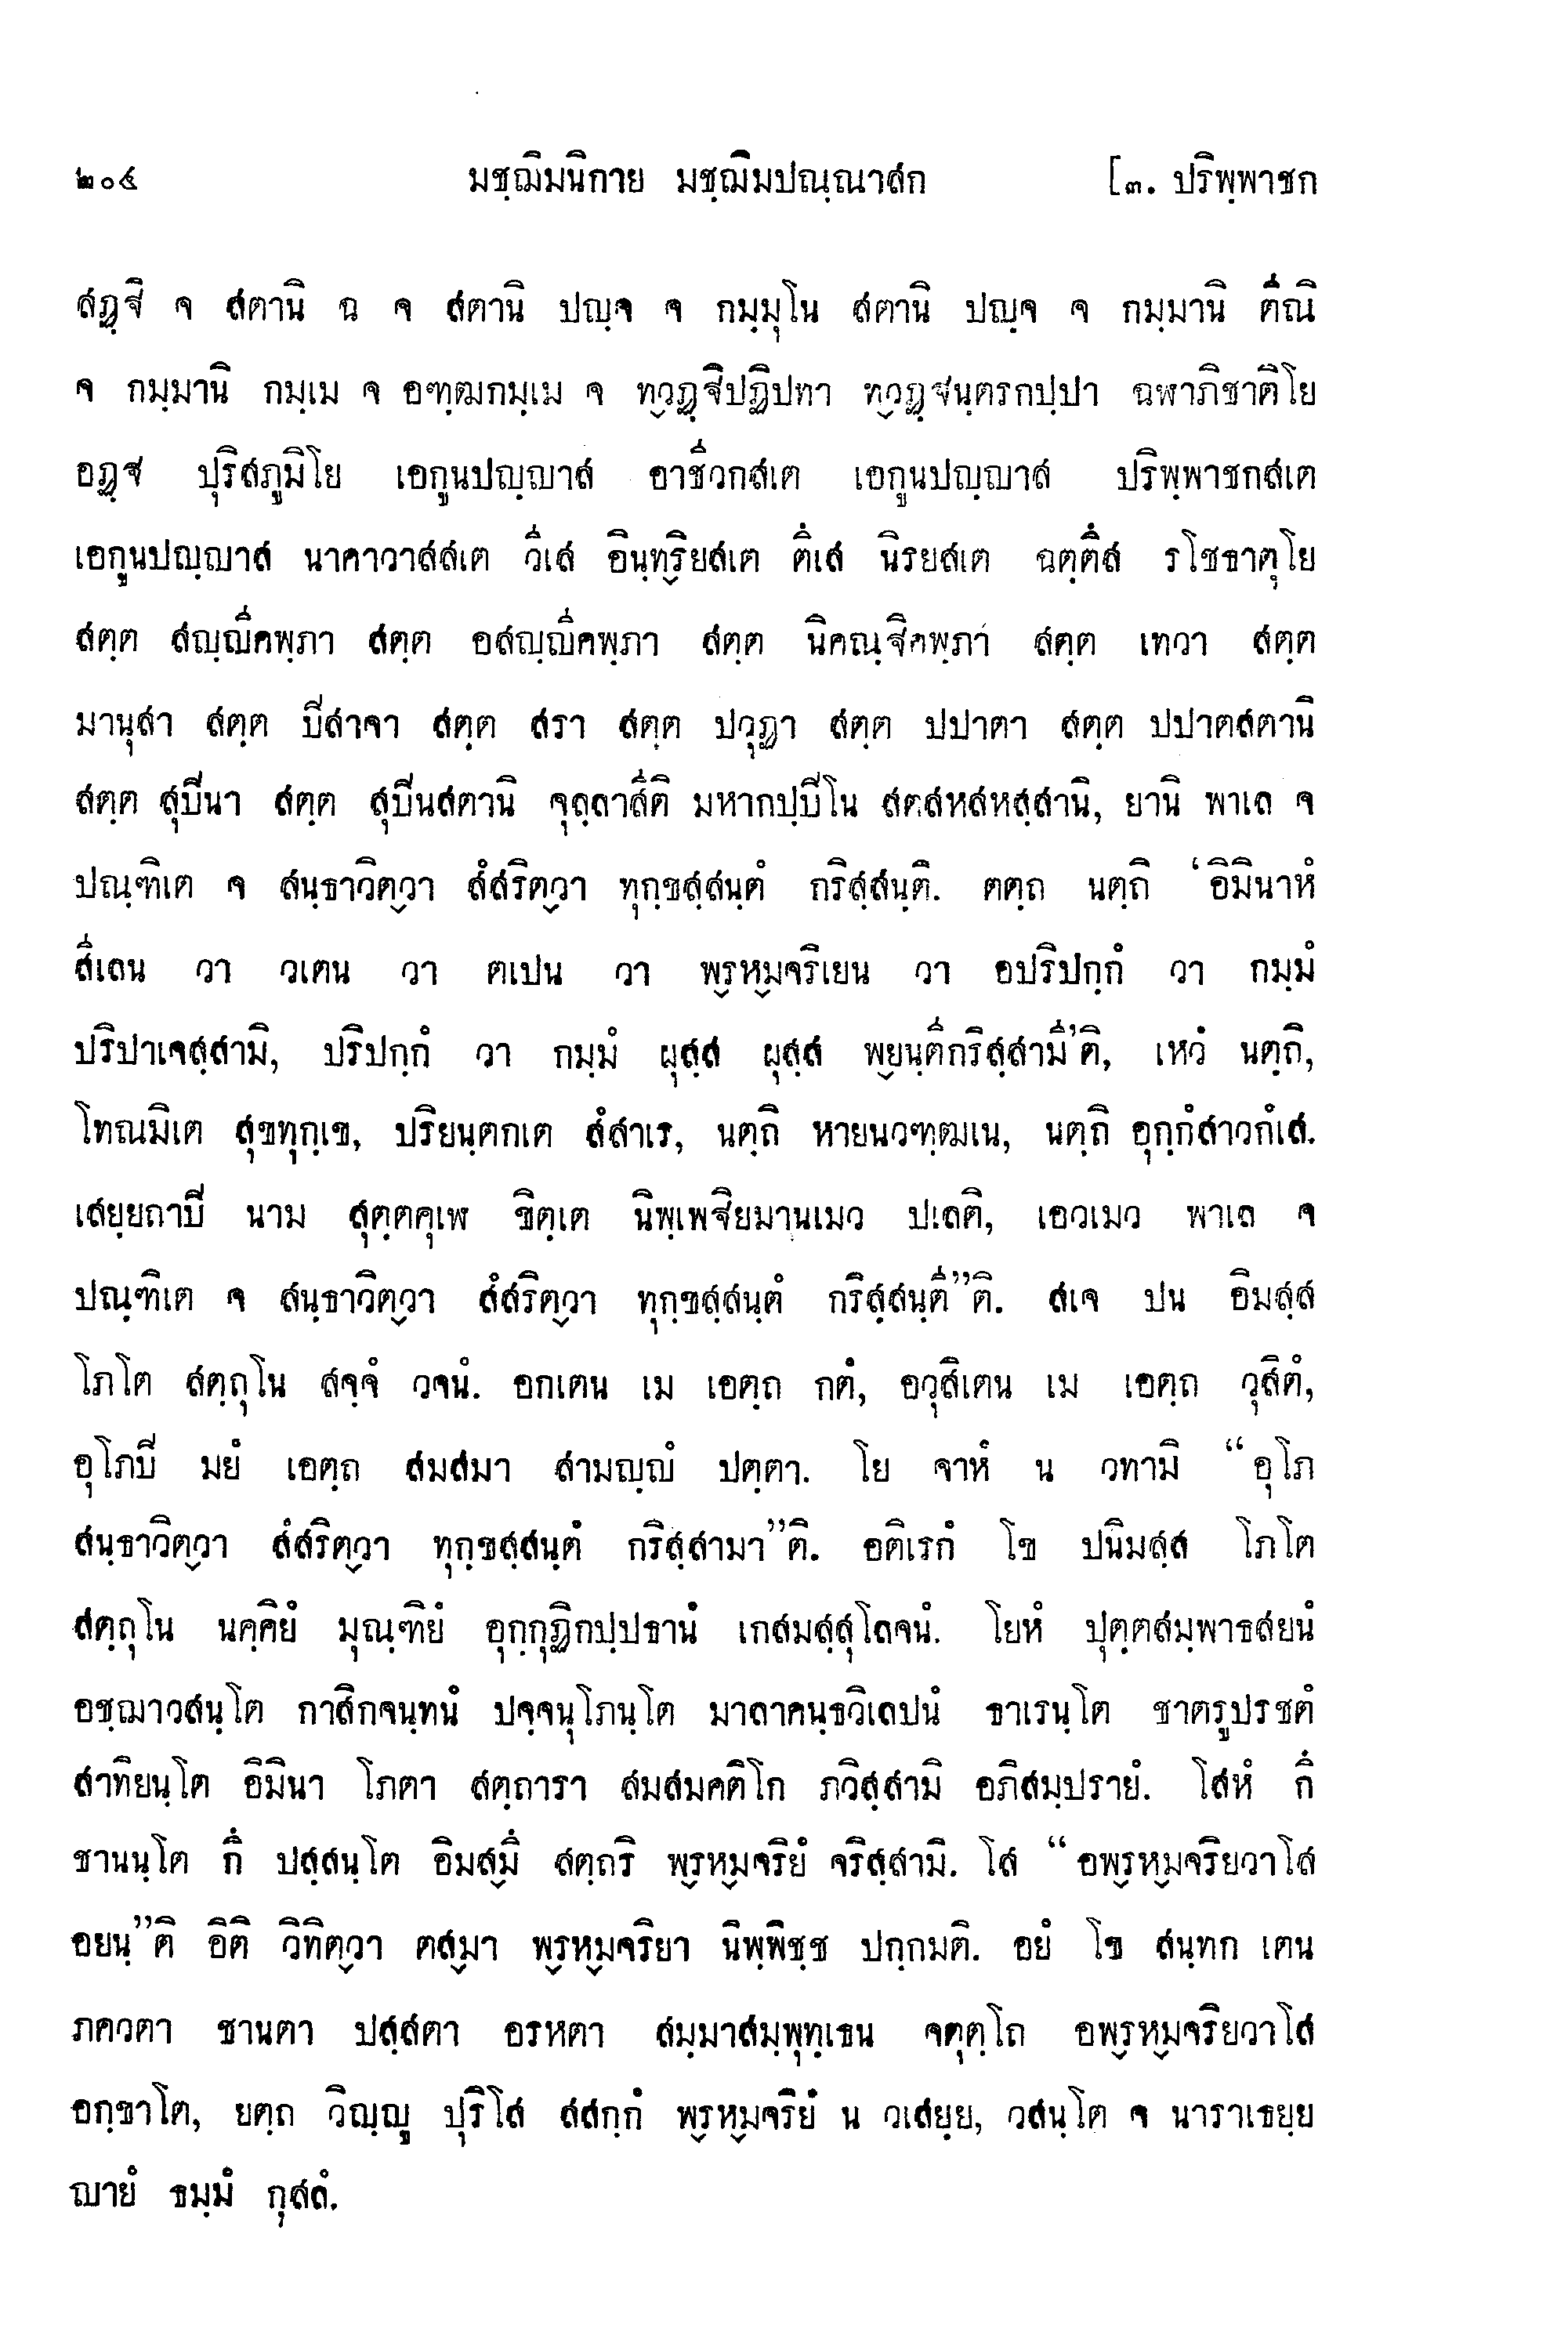 ๒๐๔ มชฺฌิมนิกาย มชฺฌิมปณฺณาสก [๓. ปริพฺพาชก
สฏฺฐิ จ สตานิ ฉ จ สตานิ ปญฺจ จ กมฺมุโน สตานิ ปญฺจ จ กมฺมานิ ตีณิ
จ กมฺมานิ กมฺเม จ อฑฺฒกมฺเม จ ทฺวฏฺฐิปฏิปทา ทฺวฏฺฐนฺตรกปฺปา ฉฬาภิชาติโย
อฏฺฐ ปุริสภูมิโย เอกูนปญฺญาส อาชีวกสเต เอกูนปญฺญาส ปริพฺพาชกสเต
เอกูนปญฺญาส นาคาวาสสเต วีเส อินฺทฺริยสเต ตึเส นิรยสเต ฉตฺตึส รโชธาตุโย
สตฺต สญฺญีคพฺภา สตฺต อสญฺญีคพฺภา สตฺต นิคณฺฐิคพฺภา สตฺต เทวา สตฺต
มานุสา สตฺต ปีสาจา สตฺต สรา สตฺต ปวุฏา สตฺต ปปาตา สตฺต ปปาตสตานิ
สตฺต สุปินา สตฺต สุปินสตานิ จุลฺลาสีติ มหากปฺปิโน สตสหสฺหสฺสานิ, ยานิ พาเล จ
ปณฺฑิเต จ สนฺธาวิตฺวา สํสริตฺวา ทุกฺขสฺสนฺตํ กริสฺสนฺติ. ตตฺถ นตฺถิ ‘อิมินาหํ
สีเลน วา วเตน วา ตเปน วา พฺรหฺมจริเยน วา อปริปกฺกํ วา กมฺมํ
ปริปาเจสฺสามิ, ปริปกฺกํ วา กมฺมํ ผุสฺส ผุสฺส พฺยนฺตีกริสฺสามี’ติ, เหวํ นตฺถิ,
โทณมิเต สุขทุกฺเข, ปริยนฺตกเต สํสาเร, นตฺถิ หายนวฑฺฒเน, นตฺถิ อุกฺกํสาวกํเส.
เสยฺยถาปิ นาม สุตฺตคุเฬ ขิตฺเต นิพฺเพฐิยมานเมว ปเลติ, เอวเมว พาเล จ
ปณฺฑิเต จ สนฺธาวิตฺวา สํสริตฺวา ทุกฺขสฺสนฺตํ กริสฺสนฺตี”ติ. สเจ ปน อิมสฺส
โภโต สตฺถุโน สจฺจํ วจนํ. อกเตน เม เอตฺถ กตํ, อวุสิเตน เม เอตฺถ วุสิตํ,
อุโภปิ มยํ เอตฺถ สมสมา สามญฺญํ ปตฺตา. โย จาหํ น วทามิ “อุโภ
สนฺธาวิตฺวา สํสริตฺวา ทุกฺขสฺสนฺตํ กริสฺสามา”ติ. อติเรกํ โข ปนิมสฺส โภโต
สตฺถุโน นคฺคิยํ มุณฺฑิยํ อุกฺกุฏิกปฺปธานํ เกสมสฺสุโลจนํ. โยหํ ปุตฺตสมฺพาธสยนํ
อชฺฌาวสนฺโต กาสิกจนฺทนํ ปจฺจนุโภนฺโต มาลาคนฺธวิเลปนํ ธาเรนฺโต ชาตรูปรชตํ
สาทิยนฺโต อิมินา โภตา สตฺถารา สมสมคติโก ภวิสฺสามิ อภิสมฺปรายํ. โสหํ กึ
ชานนฺโต กึ ปสฺสนฺโต อิมสฺมึ สตฺถริ พฺรหฺมจริยํ จริสฺสามิ. โส “อพฺรหฺมจริยวาโส
อยนฺ”ติ อิติ วิทิตฺวา ตสฺมา พฺรหฺมจริยา นิพฺพิชฺช ปกฺกมติ. อยํ โข สนฺทก เตน
ภควตา ชานตา ปสฺสตา อรหตา สมฺมาสมฺพุทฺเธน จตุตฺโถ อพฺรหฺมจริยวาโส
อกฺขาโต, ยตฺถ วิญฺญู ปุริโส สสกฺกํ พฺรหฺมจริยํ น วเสยฺย, วสนฺโต จ นาราเธยฺย
ญายํ ธมฺมํ กุสลํ.